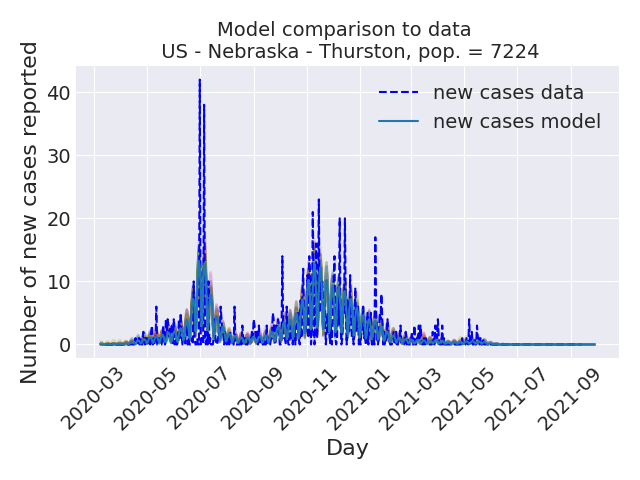 Model comparison to data
US - Nebraska - Thurston, pop. = 7224
Number of new cases reported
40
30
20
10
0
new cases data
new cases model
2020-03
2020-05
2020-07
2020-09
2020-11
2021-01
2021-03
2021-05
2021-07
2021-09
Day